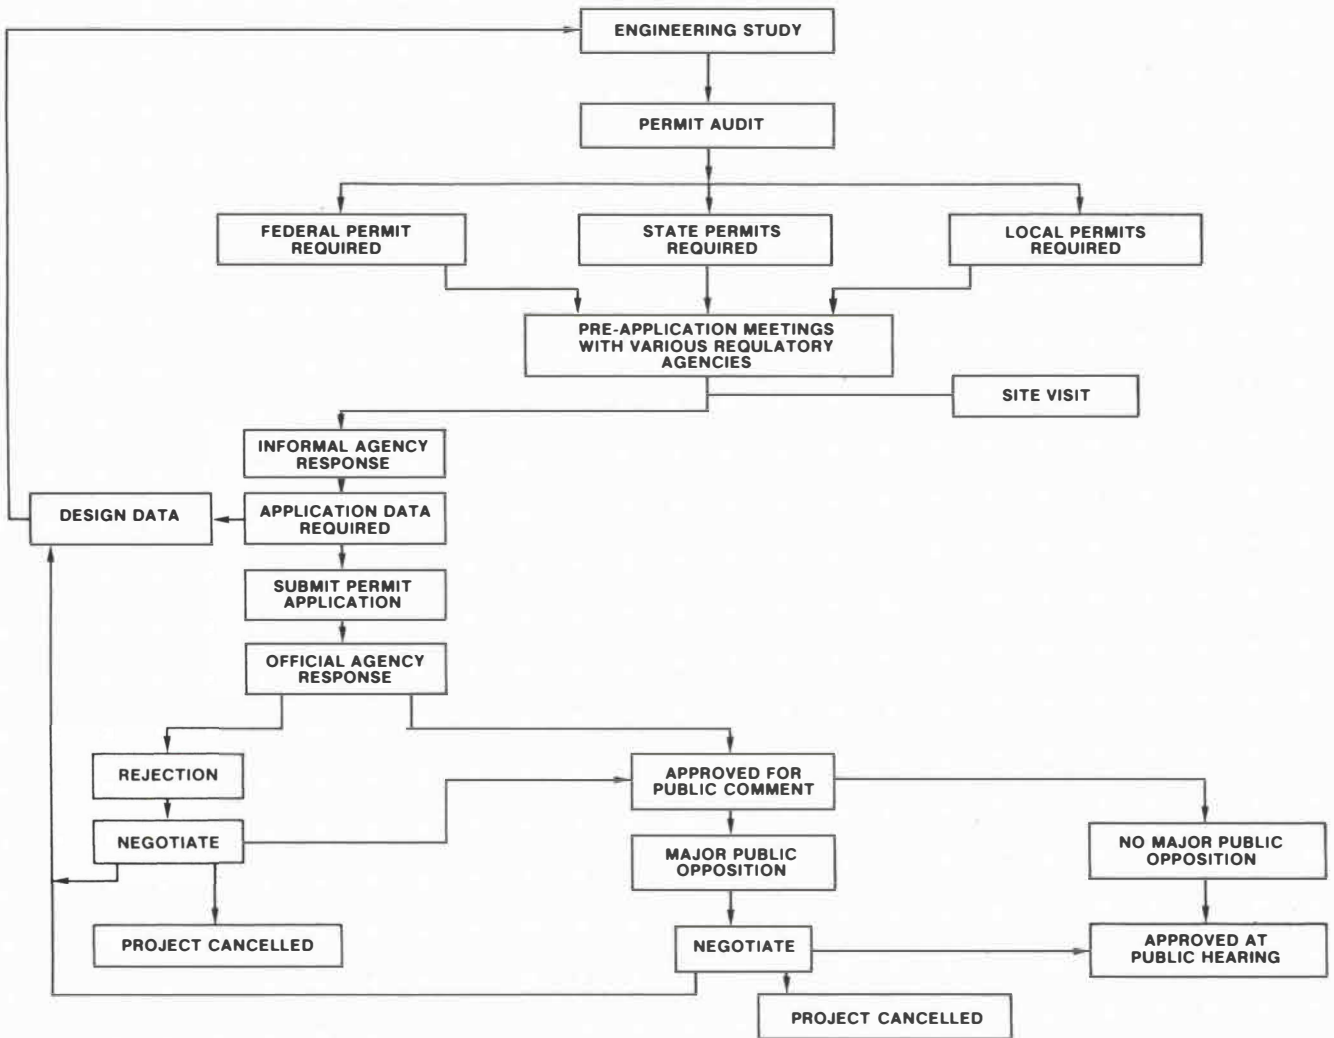 ENGINEERING STUDY
PERMIT AUDIT
FEDERAL PERMIT
REQUIRED
STATE PERMITS
REQUIRED
LOCAL PERMITS
REQUIRED
PRE-APPLICATION MEETINGS
WITH VARIOUS REQULATORY
AGENCIES
SITE VISIT
INFORMAL AGENCY
RESPONSE
DESIGN DATA
APPLICATION DATA
REQUIRED
SUBMIT PERMIT
APPLICATION
OFFICIAL AGENCY
RESPONSE
REJECTION
APPROVED FOR
PUBLIC COMMENT
NEGOTIATE
MAJOR PUBLIC
OPPOSITION
NO MAJOR PUBLIC
OPPOSITION
PROJECT CANCELLED
NEGOTIATE
APPROVED AT
PUBLIC HEARING
PROJECT CANCELLED